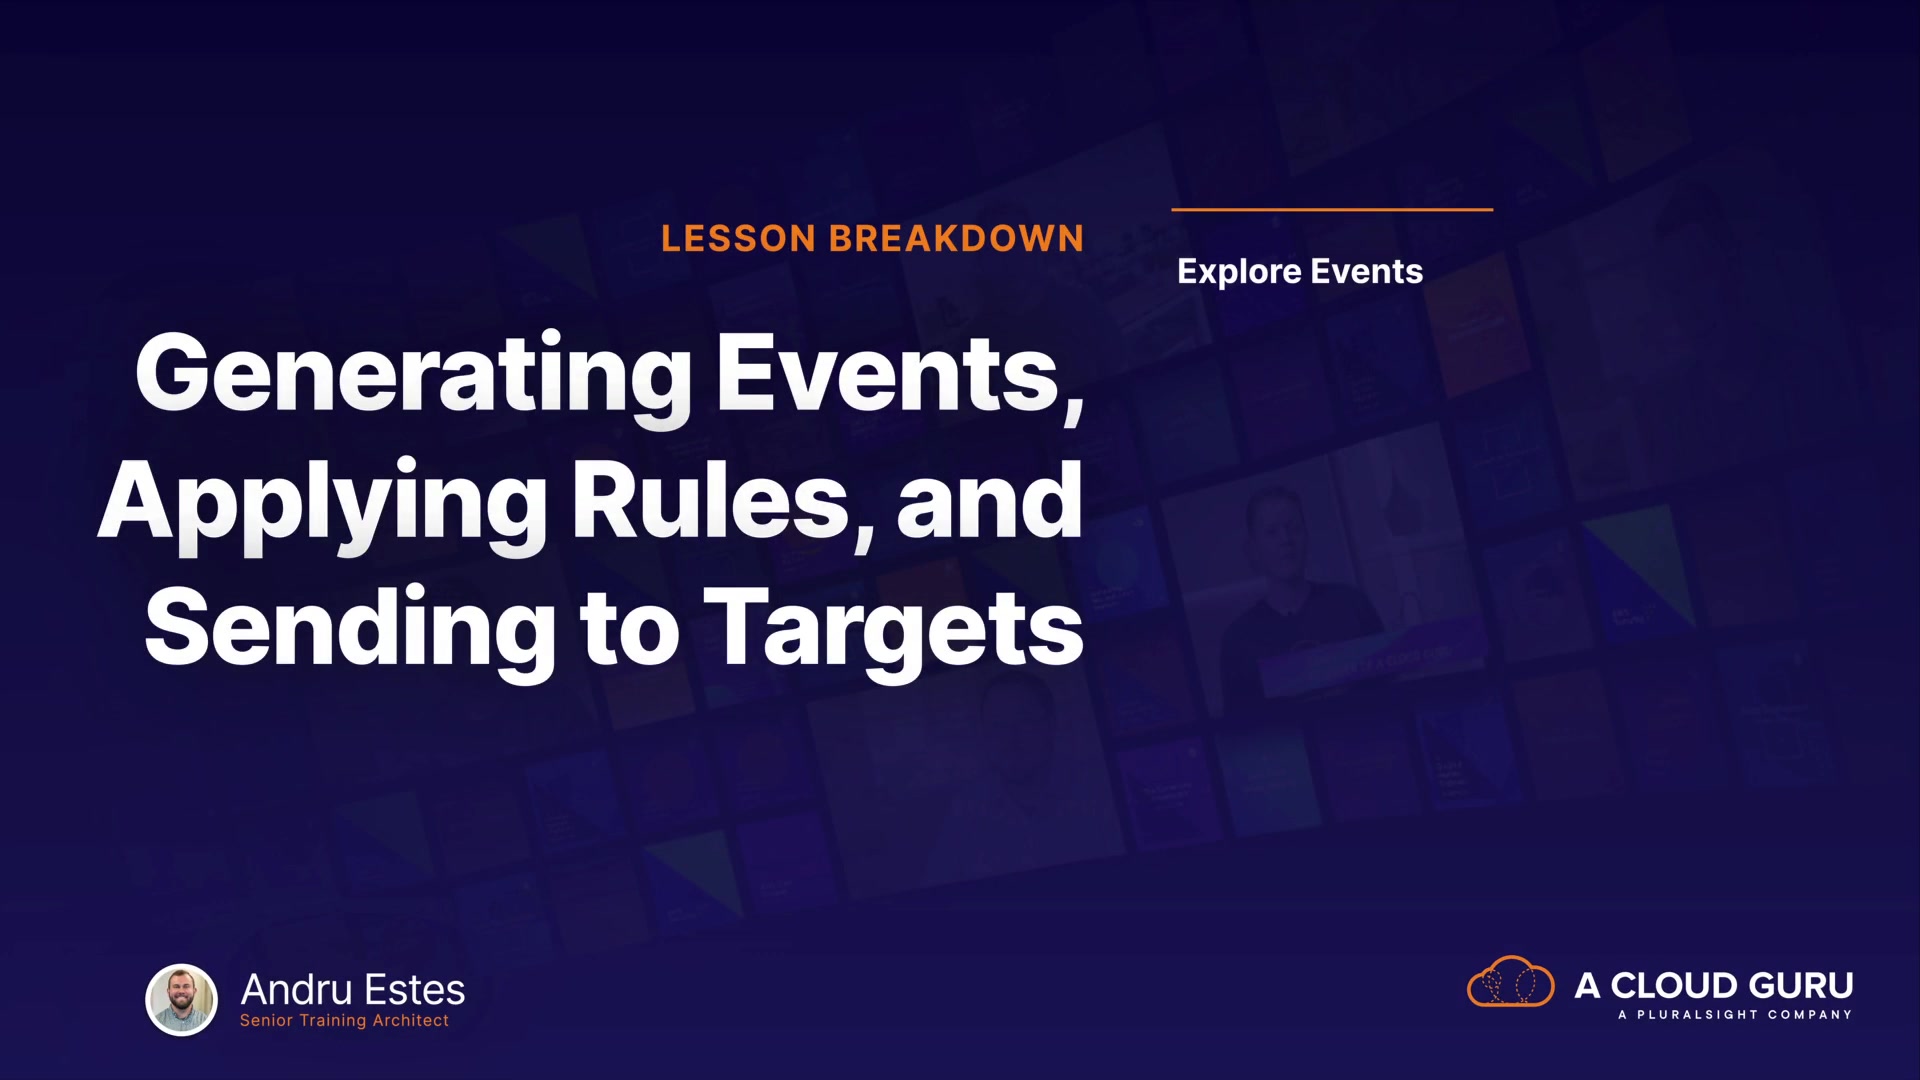 LESSON BREAKDOWN
Generating Events,
Applying Rules, and
Sending to Targets
Explore Events
Andru Estes
Senior Training Architect
A CLOUD GURU
A PLURALSIGHT COMPANY